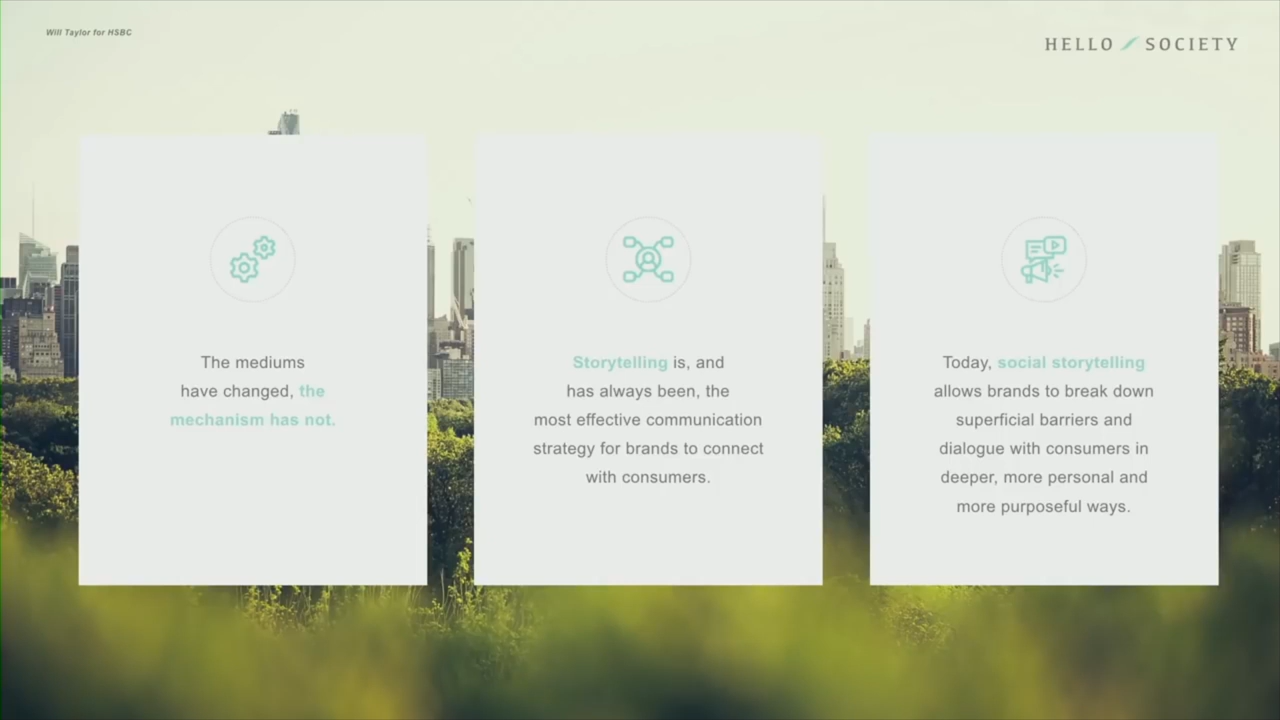 Will Taylor for HSBC
HELLO SOCIETY
The mediums
have changed, the
mechanism has not.
Storytelling is, and
has always been, the
most effective communication
strategy for brands to connect
with consumers.
Today, social storytelling
allows brands to break down
superficial barriers and
dialogue with consumers in
deeper, more personal and
more purposeful ways.